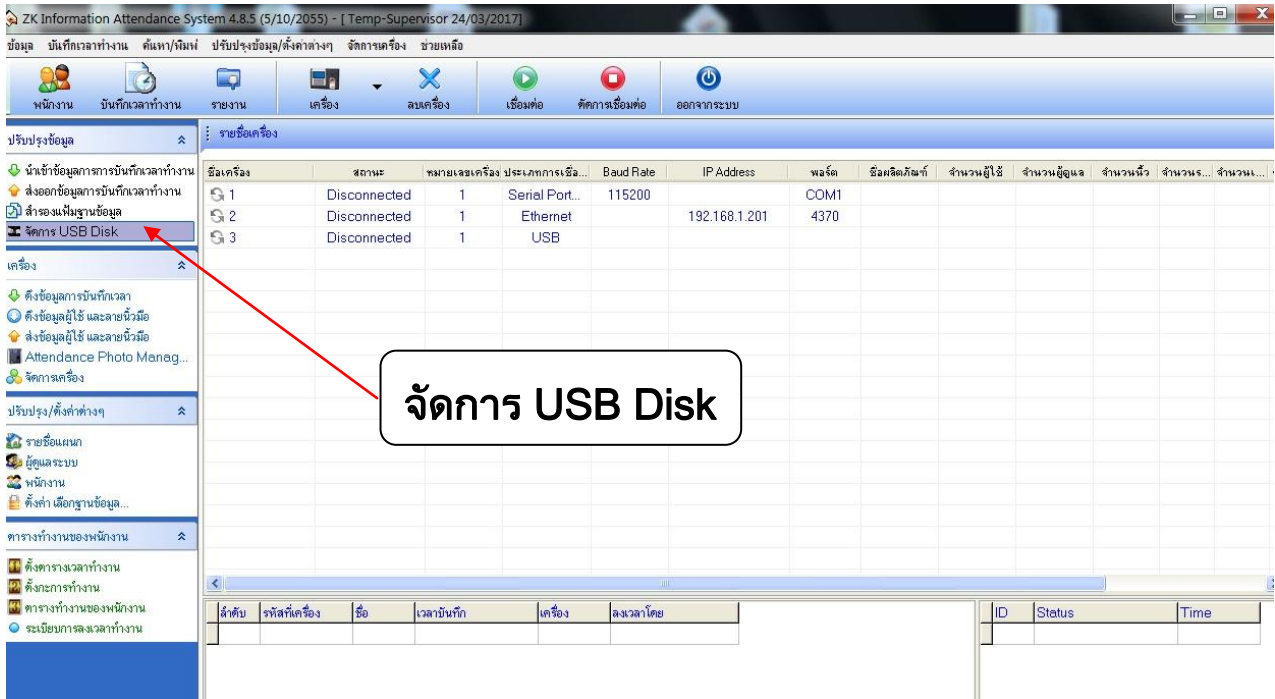 ZK Information Attendance System 4.8.5 (5/10/2055) - [ Temp-Supervisor 24/03/2017]
ข้อมูล บันทึกเวลาทำงาน ค้นหา/พิมพ์ ปรับปรุงข้อมูล/ตั้งค่าต่างๆ จัดการเครื่อง ช่วยเหลือ
พนักงาน บันทึกเวลาทำงาน รายงาน เครื่อง ลบเครื่อง เชื่อมต่อ ตัดการเชื่อมต่อ ออกจากระบบ
ปรับปรุงข้อมูล
นำเข้าข้อมูลการการบันทึกเวลาทำงาน
ส่งออกข้อมูลการบันทึกเวลาทำงาน
สำรองแฟ้มฐานข้อมูล
จัดการ USB Disk
เครื่อง
ดึงข้อมูลการบันทึกเวลา
ดึงข้อมูลผู้ใช้ และลายนิ้วมือ
ส่งข้อมูลผู้ใช้ และลายนิ้วมือ
Attendance Photo Manag...
จัดการเครื่อง
ปรับปรุง/ตั้งค่าต่างๆ
รายชื่อแผนก
ผู้ดูแลระบบ
พนักงาน
ตั้งค่า เลือกฐานข้อมูล...
ตารางทำงานของพนักงาน
ตั้งตารางเวลาทำงาน
ตั้งกะการทำงาน
ตารางทำงานของพนักงาน
ระเบียบการลงเวลาทำงาน
รายชื่อเครื่อง
ชื่อเครื่อง สถานะ หมายเลขเครื่อง ประเภทการเชื่อ... Baud Rate IP Address พอร์ต ชื่อผลิตภัณฑ์ จำนวนผู้ใช้ จำนวนผู้ดูแล จำนวนนิ้ว จำนวนร... จำนวนเ...
1 Disconnected 1 Serial Port... 115200 COM1
2 Disconnected 1 Ethernet 192.168.1.201 4370
3 Disconnected 1 USB
จัดการ USB Disk
ลำดับ รหัสที่เครื่อง ชื่อ เวลาบันทึก เครื่อง ลงเวลาโดย
ID Status Time